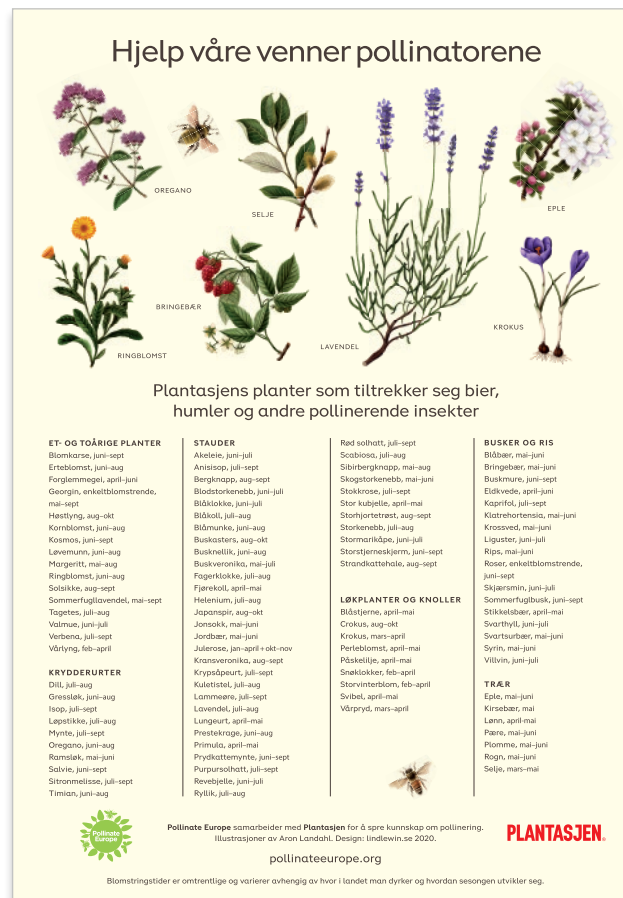 Hjelp våre venner pollinatorene
OREGANO
SELJE
EPLE
BRINGEBÆR
KROKUS
LAVENDEL
RINGBLOMST
Plantasjens planter som tiltrekker seg bier,
humler og andre pollinerende insekter
ET- OG TOÅRIGE PLANTER
Blomkarse, juni–sept
Erteblomst, juni–aug
Forglemmegei, april–juni
Georgin, enkeltblomstrende,
mai–sept
Høstlyng, aug–okt
Kornblomst, juni–aug
Kosmos, juni–sept
Løvemunn, juni–aug
Margeritt, mai–aug
Ringblomst, juni–aug
Solsikke, aug–sept
Sommerfugllavendel, mai–sept
Tagetes, juli–aug
Valmue, juni–juli
Verbena, juli–sept
Vårlyng, feb–april
KRYDDERURTER
Dill, juli–aug
Gressløk, juni–aug
Isop, juli–sept
Løpstikke, juli–aug
Mynte, juli–sept
Oregano, juni–aug
Ramsløk, mai–juni
Salvie, juni–sept
Sitronmelisse, juli–sept
Timian, juni–aug
STAUDER
Akeleie, juni–juli
Anisisop, juli–sept
Bergknapp, aug–sept
Blodstorkenebb, juni–juli
Blåklokke, juni–juli
Blåkoll, juli–aug
Blåmunke, juni–aug
Buskasters, aug–okt
Busknellik, juni–aug
Buskveronika, mai–juli
Fagerklokke, juli–aug
Fjørekoll, april–mai
Helenium, juli–aug
Japanspir, aug–okt
Jonsokk, mai–juni
Jordbær, mai–juni
Julerose, jan–april + okt–nov
Kransveronika, aug–sept
Krypsåpeurt, juli–sept
Kuletistel, juli–aug
Lammeøre, juli–sept
Lavendel, juli–aug
Lungeurt, april–mai
Prestekrage, juni–aug
Primula, april–mai
Prydkattemynte, juni–sept
Purpursolhatt, juli–sept
Revebjelle, juni–juli
Ryllik, juli–aug
Rød solhatt, juli–sept
Scabiosa, juli–aug
Sibirbergknapp, mai–aug
Skogstorkenebb, mai–juni
Stokkrose, juli–sept
Stor kubjelle, april–mai
Storhjortetrøst, aug–sept
Storkenebb, juli–aug
Stormarikåpe, juni–juli
Storstjerneskjerm, juni–sept
Strandkattehale, aug–sept
LØKPLANTER OG KNOLLER
Blåstjerne, april–mai
Crokus, aug–okt
Krokus, mars–april
Perleblomst, april–mai
Påskelilje, april–mai
Snøklokker, feb–april
Storvinterblom, feb–april
Svibel, april–mai
Vårpryd, mars–april
BUSKER OG RIS
Blåbær, mai–juni
Bringebær, mai–juni
Buskmure, juni–sept
Eldkvede, april–juni
Kaprifol, juli–sept
Klatrehortensia, mai–juni
Krossved, mai–juni
Liguster, juni–juli
Rips, mai–juni
Roser, enkeltblomstrende,
juni–sept
Skjærsmin, juni–juli
Sommerfuglbusk, juni–sept
Stikkelsbær, april–mai
Svarthyll, juni–juli
Svartsurbær, mai–juni
Syrin, mai–juni
Villvin, juni–juli
TRÆR
Eple, mai–juni
Kirsebær, mai
Lønn, april-mai
Pære, mai–juni
Plomme, mai–juni
Rogn, mai–juni
Selje, mars–mai
Pollinate
Europe
Pollinate Europe samarbeider med Plantasjen for å spre kunnskap om pollinering.
Illustrasjoner av Aron Landahl. Design: lindlewin.se 2020.
PLANTASJEN®
pollinateeurope.org
Blomstringstider er omtrentlige og varierer avhengig av hvor i landet man dyrker og hvordan sesongen utvikler seg.